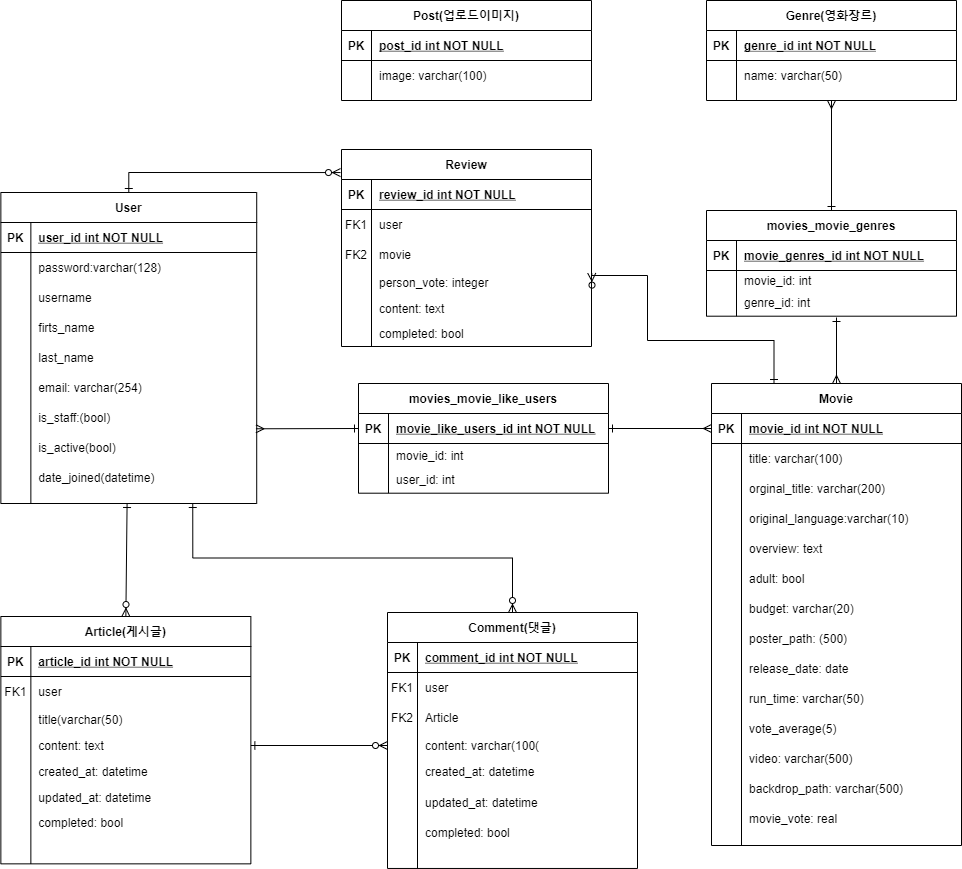 Post(업로드이미지)
PK post_id int NOT NULL
image: varchar(100)
Genre(영화장르)
PK genre_id int NOT NULL
name: varchar(50)
Review
PK review_id int NOT NULL
FK1 user
FK2 movie
person_vote: integer
content: text
completed: bool
User
PK user_id int NOT NULL
password:varchar(128)
username
firts_name
last_name
email: varchar(254)
is_staff:(bool)
is_active(bool)
date_joined(datetime)
movies_movie_genres
PK movie_genres_id int NOT NULL
movie_id: int
genre_id: int
movies_movie_like_users
PK movie_like_users_id int NOT NULL
movie_id: int
user_id: int
Movie
PK movie_id int NOT NULL
title: varchar(100)
orginal_title: varchar(200)
original_language:varchar(10)
overview: text
adult: bool
budget: varchar(20)
poster_path: (500)
release_date: date
run_time: varchar(50)
vote_average(5)
video: varchar(500)
backdrop_path: varchar(500)
movie_vote: real
Article(게시글)
PK article_id int NOT NULL
FK1 user
title(varchar(50)
content: text
created_at: datetime
updated_at: datetime
completed: bool
Comment(댓글)
PK comment_id int NOT NULL
FK1 user
FK2 Article
content: varchar(100(
created_at: datetime
updated_at: datetime
completed: bool